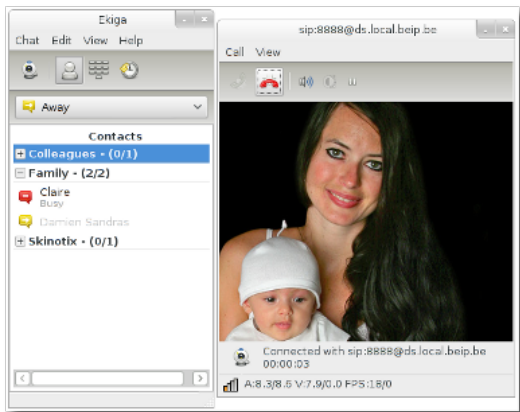 Ekiga
Chat Edit View Help
Away
Contacts
Colleagues - (0/1)
Family - (2/2)
Claire
Busy
Damien Sandras
Skinotix - (0/1)
sip:8888@ds.local.beip.be
Call View
Connected with sip:8888@ds.local.beip.be
00:00:03
A:8.3/8.6 V:7.9/0.0 FPS:18/0